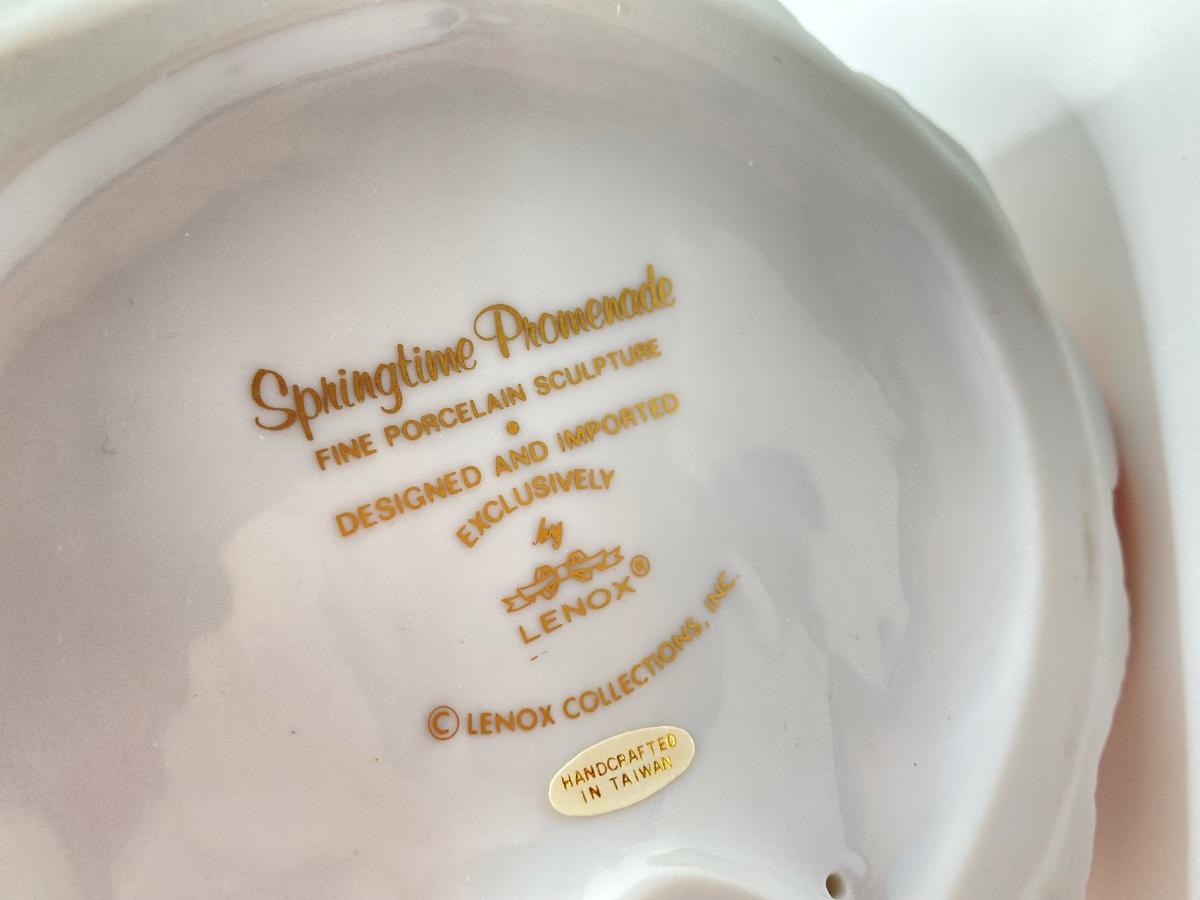 Springtime Promenade
FINE PORCELAIN SCULPTURE
•
DESIGNED AND IMPORTED
EXCLUSIVELY
by
LENOX®
© LENOX COLLECTIONS, INC.
HANDCRAFTED
IN TAIWAN